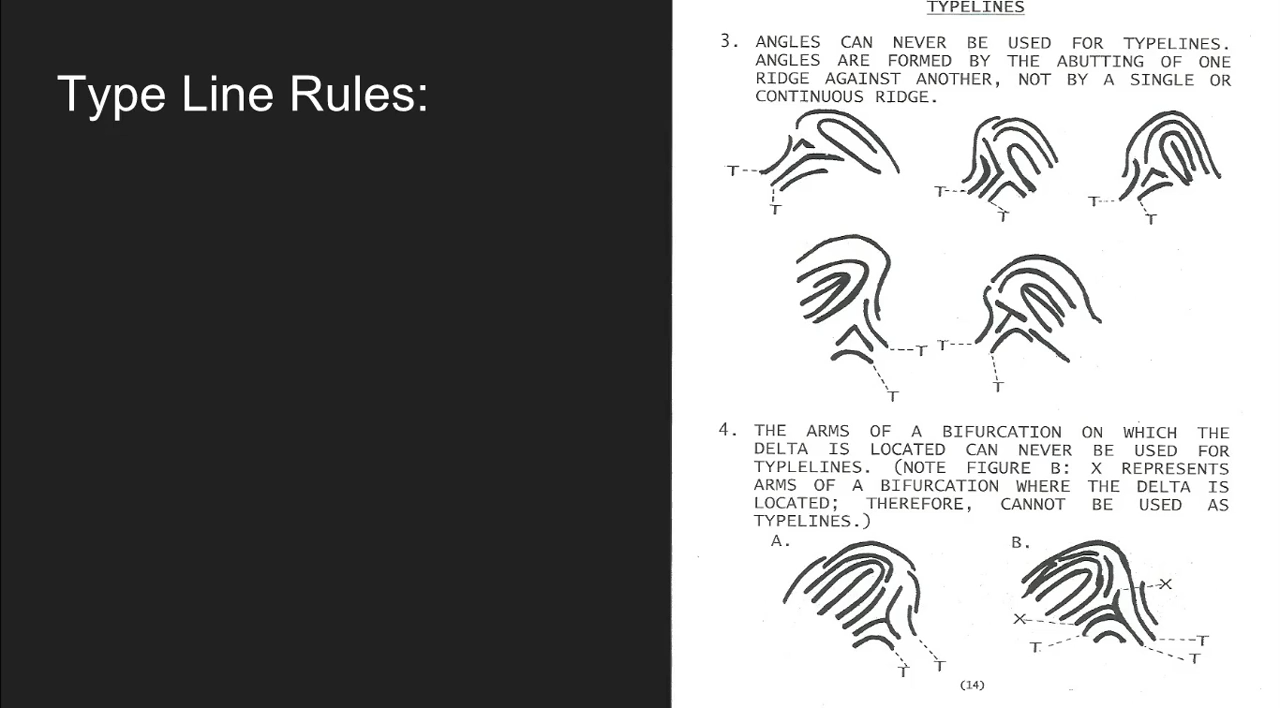 Type Line Rules:
TYPELINES
3. ANGLES CAN NEVER BE USED FOR TYPELINES.
ANGLES ARE FORMED BY THE ABUTTING OF ONE
RIDGE AGAINST ANOTHER, NOT BY A SINGLE OR
CONTINUOUS RIDGE.
T
T
T
T
T
T
T
T
T
T
4. THE ARMS OF A BIFURCATION ON WHICH THE
DELTA IS LOCATED CAN NEVER BE USED FOR
TYPLELINES. (NOTE FIGURE B: X REPRESENTS
ARMS OF A BIFURCATION WHERE THE DELTA IS
LOCATED; THEREFORE, CANNOT BE USED AS
TYPELINES.)
A.
B.
X
X
T
T
T
T
T
(14)